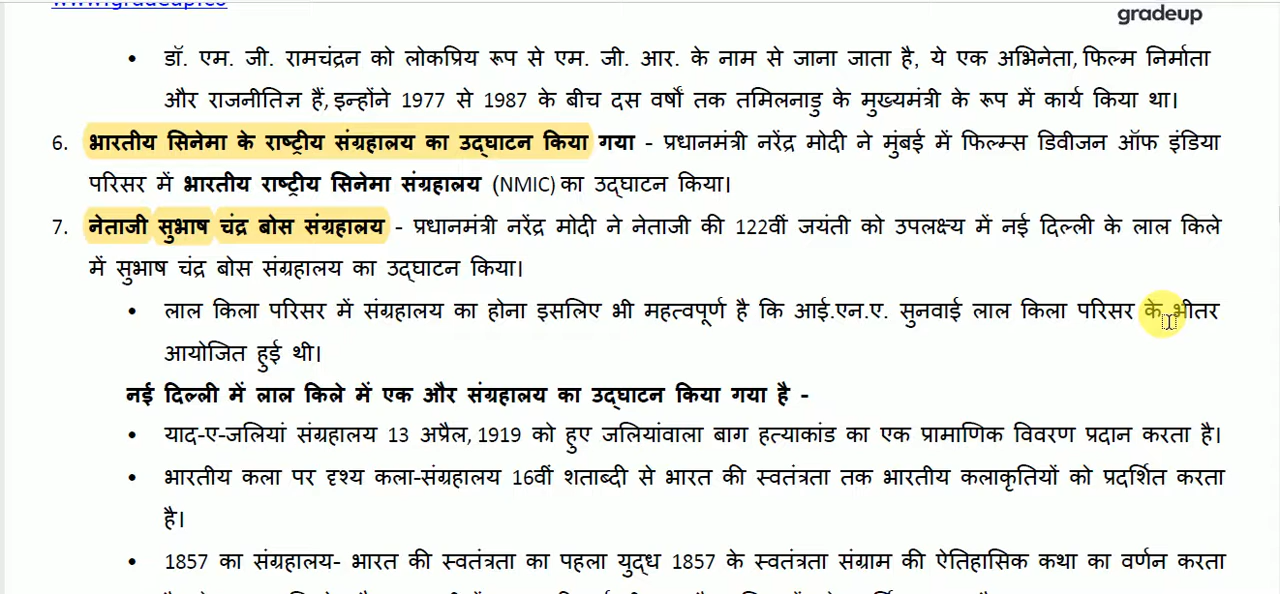 gradeup
• डॉ. एम. जी. रामचंद्रन को लोकप्रिय रूप से एम. जी. आर. के नाम से जाना जाता है, ये एक अभिनेता, फिल्म निर्माता
और राजनीतिज्ञ हैं, इन्होंने 1977 से 1987 के बीच दस वर्षों तक तमिलनाडु के मुख्यमंत्री के रूप में कार्य किया था।
6. भारतीय सिनेमा के राष्ट्रीय संग्रहालय का उद्घाटन किया गया - प्रधानमंत्री नरेंद्र मोदी ने मुंबई में फिल्म्स डिवीजन ऑफ इंडिया
परिसर में भारतीय राष्ट्रीय सिनेमा संग्रहालय (NMIC) का उद्घाटन किया।
7. नेताजी सुभाष चंद्र बोस संग्रहालय - प्रधानमंत्री नरेंद्र मोदी ने नेताजी की 122वीं जयंती को उपलक्ष्य में नई दिल्ली के लाल किले
में सुभाष चंद्र बोस संग्रहालय का उद्घाटन किया।
• लाल किला परिसर में संग्रहालय का होना इसलिए भी महत्वपूर्ण है कि आई.एन.ए. सुनवाई लाल किला परिसर के भीतर
आयोजित हुई थी।
नई दिल्ली में लाल किले में एक और संग्रहालय का उद्घाटन किया गया है -
• याद-ए-जलियां संग्रहालय 13 अप्रैल, 1919 को हुए जलियांवाला बाग हत्याकांड का एक प्रामाणिक विवरण प्रदान करता है।
• भारतीय कला पर दृश्य कला-संग्रहालय 16वीं शताब्दी से भारत की स्वतंत्रता तक भारतीय कलाकृतियों को प्रदर्शित करता
है।
• 1857 का संग्रहालय- भारत की स्वतंत्रता का पहला युद्ध 1857 के स्वतंत्रता संग्राम की ऐतिहासिक कथा का वर्णन करता